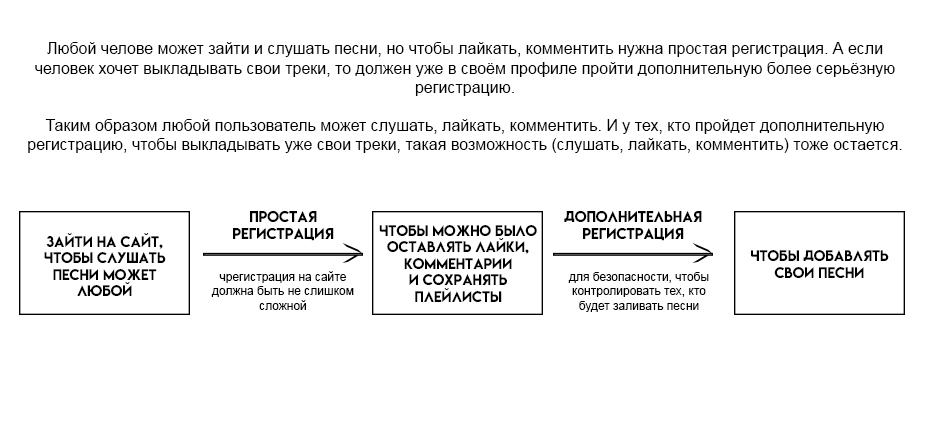 Любой челове может зайти и слушать песни, но чтобы лайкать, комментить нужна простая регистрация. А если
человек хочет выкладывать свои треки, то должен уже в своём профиле пройти дополнительную более серьёзную
регистрацию.
Таким образом любой пользователь может слушать, лайкать, комментить. И у тех, кто пройдет дополнительную
регистрацию, чтобы выкладывать уже свои треки, такая возможность (слушать, лайкать, комментить) тоже остается.
ЗАЙТИ НА САЙТ,
ЧТОБЫ СЛУШАТЬ
ПЕСНИ МОЖЕТ
ЛЮБОЙ
ПРОСТАЯ
РЕГИСТРАЦИЯ
чрегистрация на сайте
должна быть не слишком
сложной
ЧТОБЫ МОЖНО БЫЛО
ОСТАВЛЯТЬ ЛАЙКИ,
КОММЕНТАРИИ
И СОХРАНЯТЬ
ПЛЕЙЛИСТЫ
ДОПОЛНИТЕЛЬНАЯ
РЕГИСТРАЦИЯ
для безопасности, чтобы
контролировать тех, кто
будет заливать песни
ЧТОБЫ ДОБАВЛЯТЬ
СВОИ ПЕСНИ